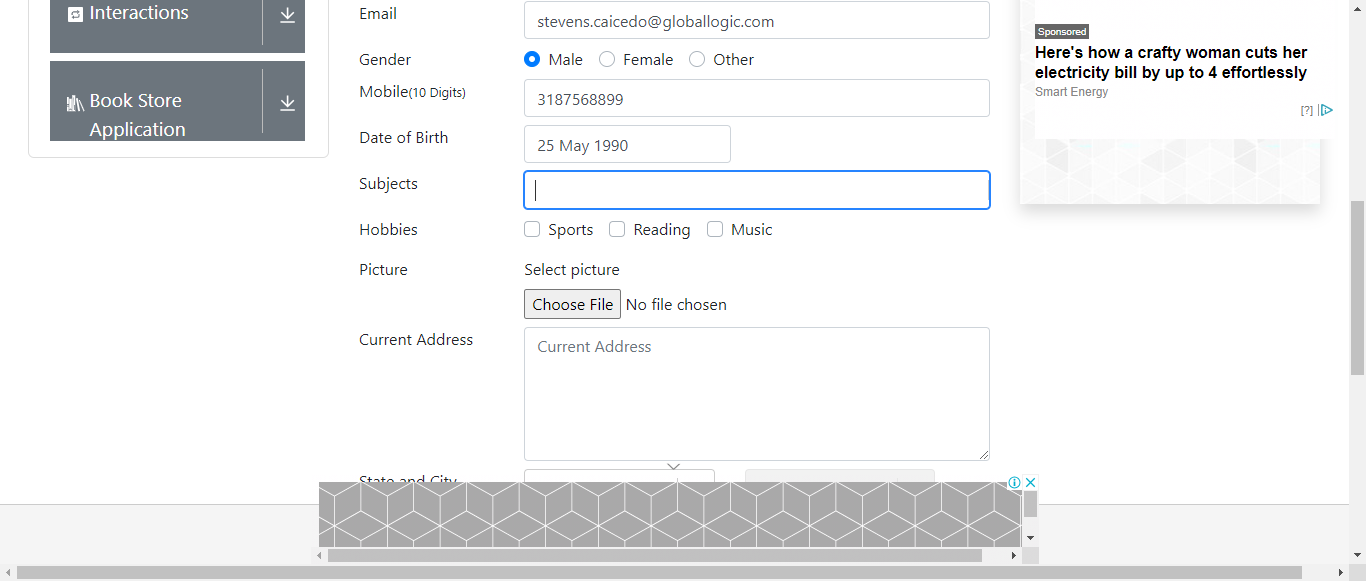 Interactions
Book Store
Application
Email
stevens.caicedo@globallogic.com
Gender
Male
Female
Other
Mobile(10 Digits)
3187568899
Date of Birth
25 May 1990
Subjects
Hobbies
Sports
Reading
Music
Picture
Select picture
Choose File No file chosen
Current Address
Current Address
State and City
Sponsored
Here's how a crafty woman cuts her
electricity bill by up to 4 effortlessly
Smart Energy
[?]